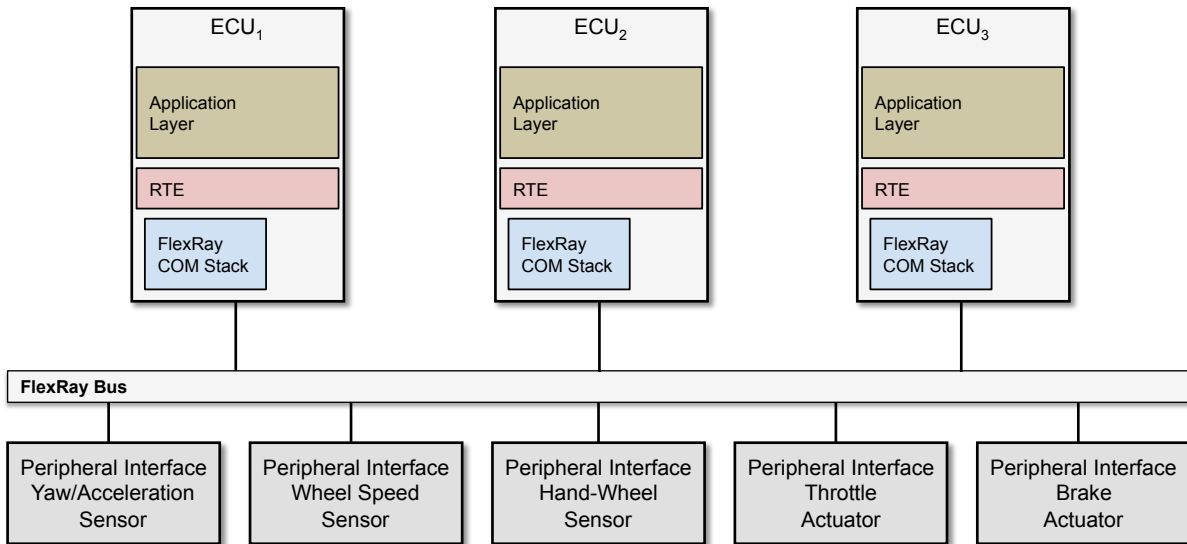 ECU₁
Application
Layer
RTE
FlexRay
COM Stack
ECU₂
Application
Layer
RTE
FlexRay
COM Stack
ECU₃
Application
Layer
RTE
FlexRay
COM Stack
FlexRay Bus
Peripheral Interface
Yaw/Acceleration
Sensor
Peripheral Interface
Wheel Speed
Sensor
Peripheral Interface
Hand-Wheel
Sensor
Peripheral Interface
Throttle
Actuator
Peripheral Interface
Brake
Actuator